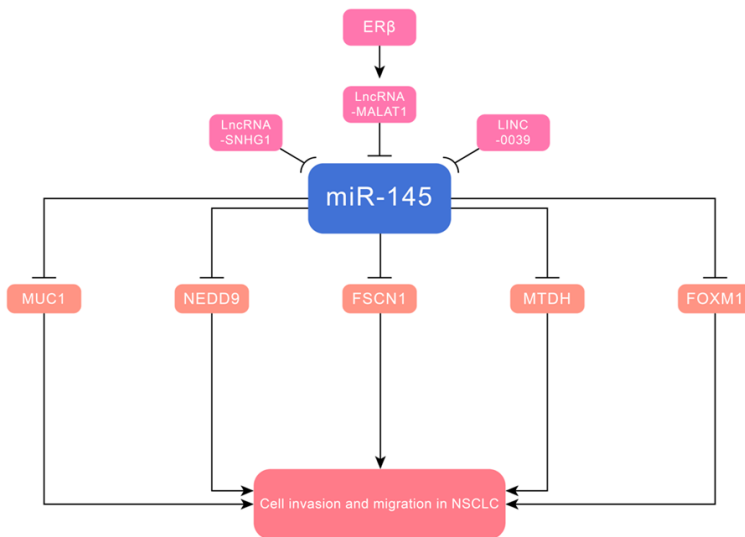 ERβ
LncRNA
-MALAT1
LncRNA
-SNHG1
LINC
-0039
miR-145
MUC1
NEDD9
FSCN1
MTDH
FOXM1
Cell invasion and migration in NSCLC